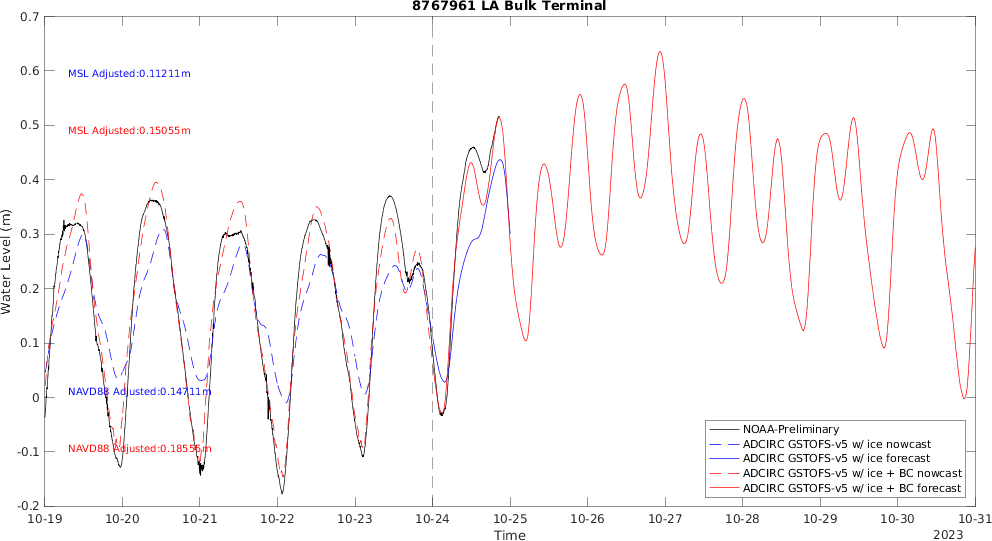 8767961 LA Bulk Terminal
0.7
0.6
0.5
0.4
0.3
0.2
0.1
0
-0.1
-0.2
Water Level (m)
MSL Adjusted:0.11211m
MSL Adjusted:0.15055m
NAVD88 Adjusted:0.14711m
NAVD88 Adjusted:0.18555m
NOAA-Preliminary
ADCIRC GSTOFS-v5 w/ ice nowcast
ADCIRC GSTOFS-v5 w/ ice forecast
ADCIRC GSTOFS-v5 w/ ice + BC nowcast
ADCIRC GSTOFS-v5 w/ ice + BC forecast
10-19 10-20 10-21 10-22 10-23 10-24 10-25 10-26 10-27 10-28 10-29 10-30 10-31
Time
2023